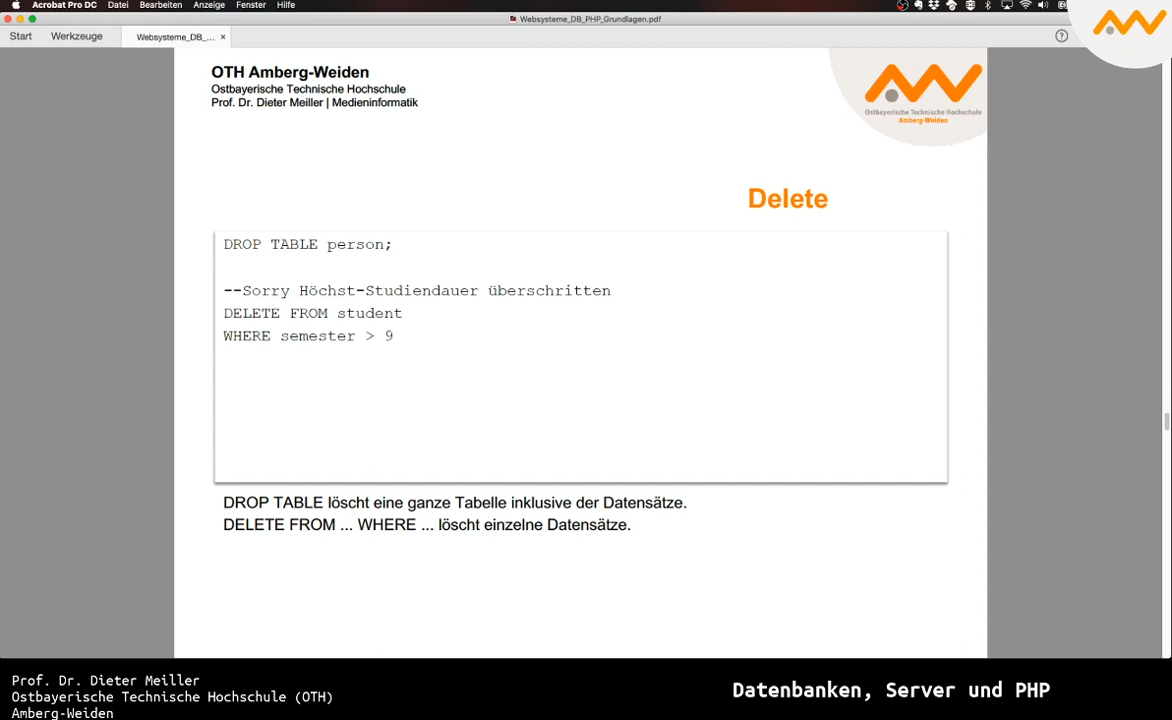 Acrobat Pro DC Datei Bearbeiten Anzeige Fenster Hilfe
Websysteme_DB_PHP_Grundlagen.pdf
Start Werkzeuge Websysteme_DB_... ×
OTH Amberg-Weiden
Ostbayerische Technische Hochschule
Prof. Dr. Dieter Meiller | Medieninformatik
Ostbayerische Technische Hochschule
Amberg-Weiden
Delete
DROP TABLE person;
--Sorry Höchst-Studiendauer überschritten
DELETE FROM student
WHERE semester > 9
DROP TABLE löscht eine ganze Tabelle inklusive der Datensätze.
DELETE FROM ... WHERE ... löscht einzelne Datensätze.
Prof. Dr. Dieter Meiller
Ostbayerische Technische Hochschule (OTH)
Amberg-Weiden
Datenbanken, Server und PHP